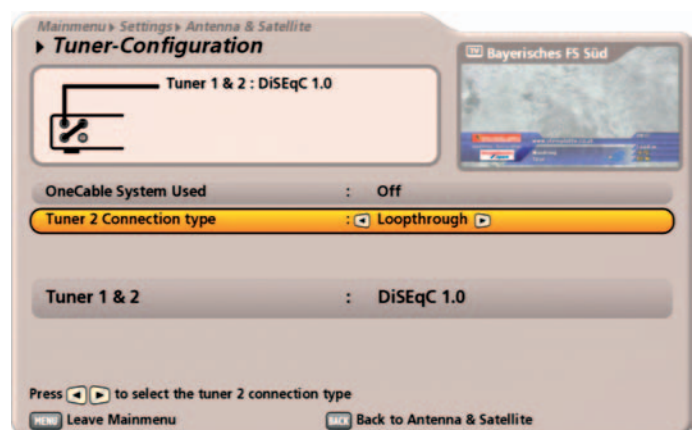 Mainmenu › Settings › Antenna & Satellite
Tuner-Configuration
TV Bayerisches FS Süd
Tuner 1 & 2 : DiSEqC 1.0
OneCable System Used : Off
Tuner 2 Connection type : Loopthrough
Tuner 1 & 2 : DiSEqC 1.0
Press to select the tuner 2 connection type
MENU Leave Mainmenu
BACK Back to Antenna & Satellite